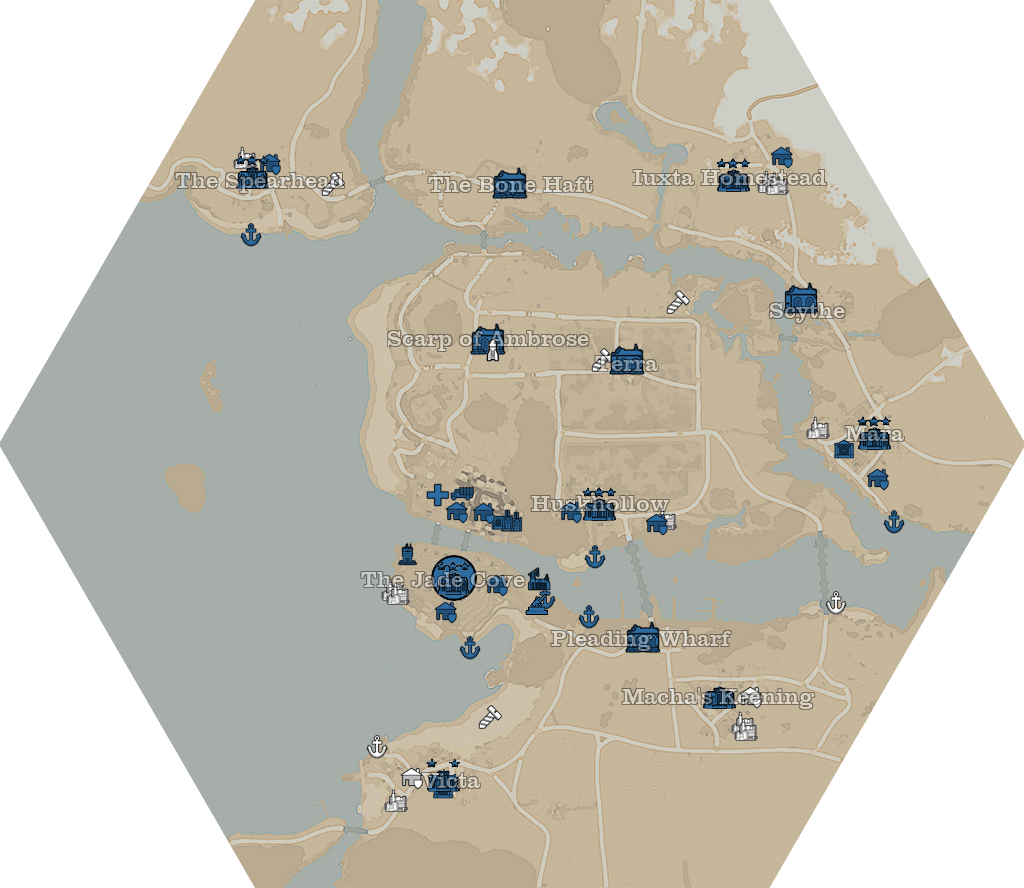 The Spearhead
The Bone Haft
Iuxta Homestead
Scythe
Scarp of Ambrose
Terra
Mara
Huskhollow
The Jade Cove
Pleading Wharf
Macha's Keening
Victa